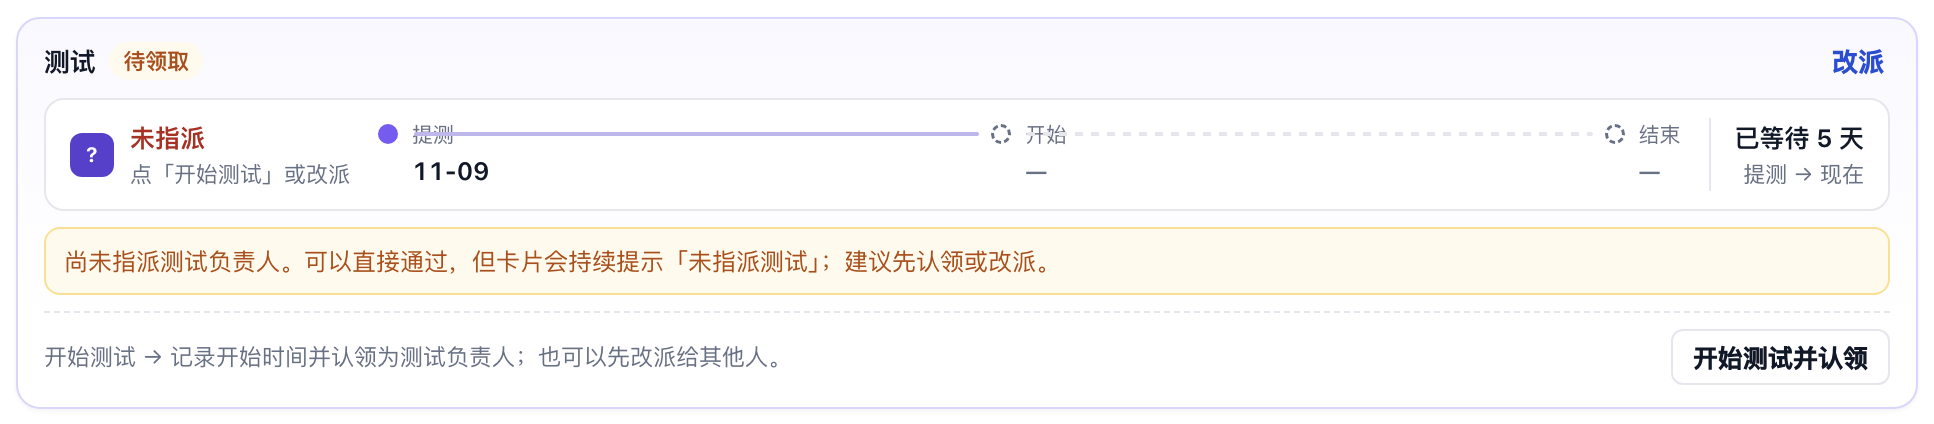 测试 待领取 改派
? 未指派
点「开始测试」或改派
提测 开始 结束
11-09 — —
已等待 5 天
提测 → 现在
尚未指派测试负责人。可以直接通过，但卡片会持续提示「未指派测试」；建议先认领或改派。
开始测试 → 记录开始时间并认领为测试负责人；也可以先改派给其他人。
开始测试并认领